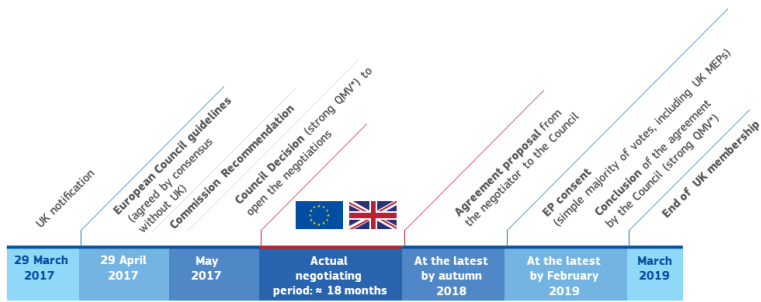 UK notification
European Council guidelines
(agreed by consensus
without UK)
Commission Recommendation
Council Decision (strong QMV*) to
open the negotiations
Agreement proposal from
the negotiator to the Council
EP consent
(simple majority of votes, including UK MEPs)
Conclusion of the agreement
by the Council (strong QMV*)
End of UK membership
29 March
2017
29 April
2017
May
2017
Actual
negotiating
period: ≈ 18 months
At the latest
by autumn
2018
At the latest
by February
2019
March
2019